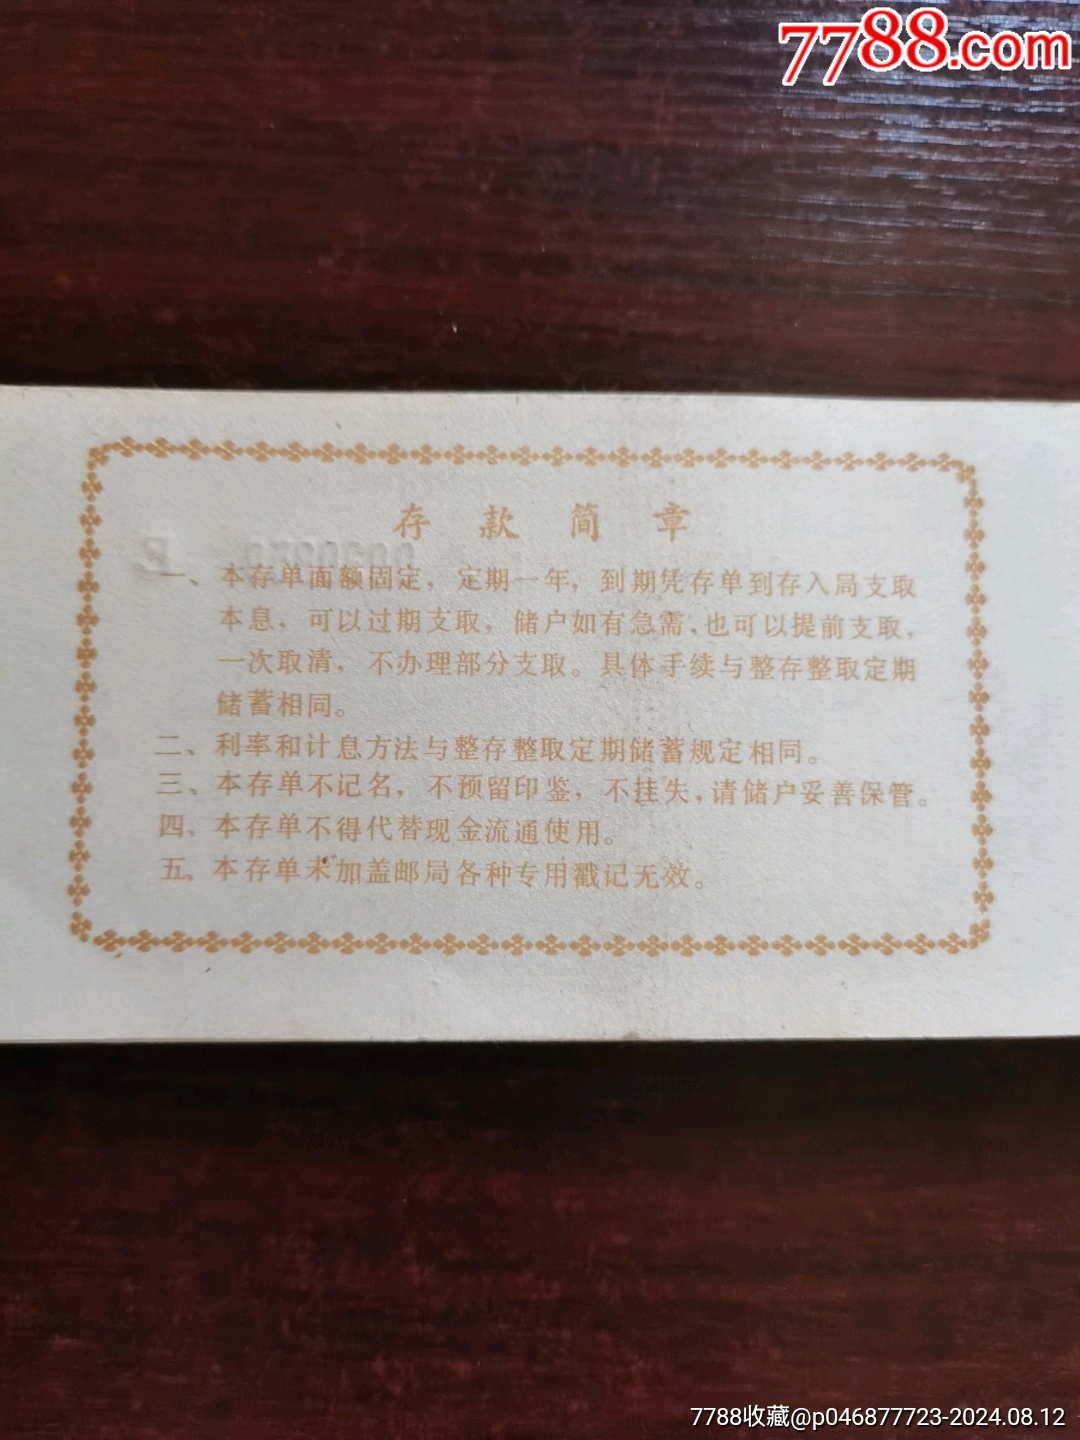 7788.com
存款简章
一、本存单面额固定，定期一年，到期凭存单到存入局支取
本息，可以过期支取，储户如有急需，也可以提前支取，
一次取清，不办理部分支取。具体手续与整存整取定期
储蓄相同。
二、利率和计息方法与整存整取定期储蓄规定相同。
三、本存单不记名，不预留印鉴，不挂失，请储户妥善保管。
四、本存单不得代替现金流通使用。
五、本存单未加盖邮局各种专用戳记无效。
7788收藏@p046877723-2024.08.12